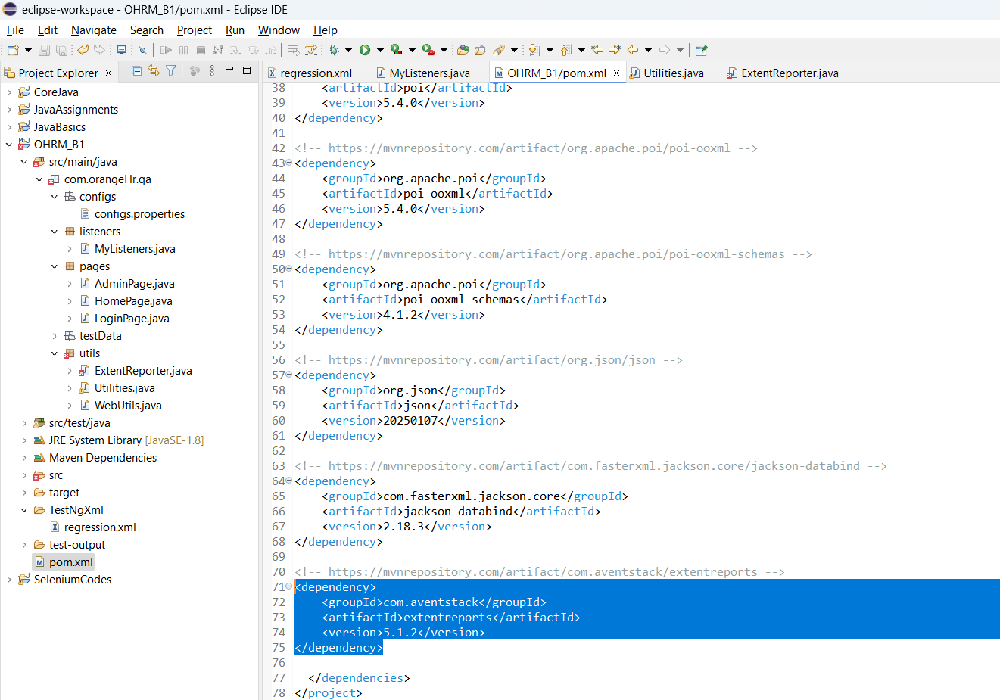 eclipse-workspace - OHRM_B1/pom.xml - Eclipse IDE
File Edit Navigate Search Project Run Window Help
Project Explorer
CoreJava
JavaAssignments
JavaBasics
OHRM_B1
src/main/java
com.orangeHr.qa
configs
configs.properties
listeners
MyListeners.java
pages
AdminPage.java
HomePage.java
LoginPage.java
testData
utils
ExtentReporter.java
Utilities.java
WebUtils.java
src/test/java
JRE System Library [JavaSE-1.8]
Maven Dependencies
src
target
TestNgXml
regression.xml
test-output
pom.xml
SeleniumCodes
regression.xml MyListeners.java OHRM_B1/pom.xml Utilities.java ExtentReporter.java
38 <artifactId>poi</artifactId>
39 <version>5.4.0</version>
40 </dependency>
41
42 <!-- https://mvnrepository.com/artifact/org.apache.poi/poi-ooxml -->
43 <dependency>
44 <groupId>org.apache.poi</groupId>
45 <artifactId>poi-ooxml</artifactId>
46 <version>5.4.0</version>
47 </dependency>
48
49 <!-- https://mvnrepository.com/artifact/org.apache.poi/poi-ooxml-schemas -->
50 <dependency>
51 <groupId>org.apache.poi</groupId>
52 <artifactId>poi-ooxml-schemas</artifactId>
53 <version>4.1.2</version>
54 </dependency>
55
56 <!-- https://mvnrepository.com/artifact/org.json/json -->
57 <dependency>
58 <groupId>org.json</groupId>
59 <artifactId>json</artifactId>
60 <version>20250107</version>
61 </dependency>
62
63 <!-- https://mvnrepository.com/artifact/com.fasterxml.jackson.core/jackson-databind -->
64 <dependency>
65 <groupId>com.fasterxml.jackson.core</groupId>
66 <artifactId>jackson-databind</artifactId>
67 <version>2.18.3</version>
68 </dependency>
69
70 <!-- https://mvnrepository.com/artifact/com.aventstack/extentreports -->
71 <dependency>
72 <groupId>com.aventstack</groupId>
73 <artifactId>extentreports</artifactId>
74 <version>5.1.2</version>
75 </dependency>
76
77 </dependencies>
78 </project>